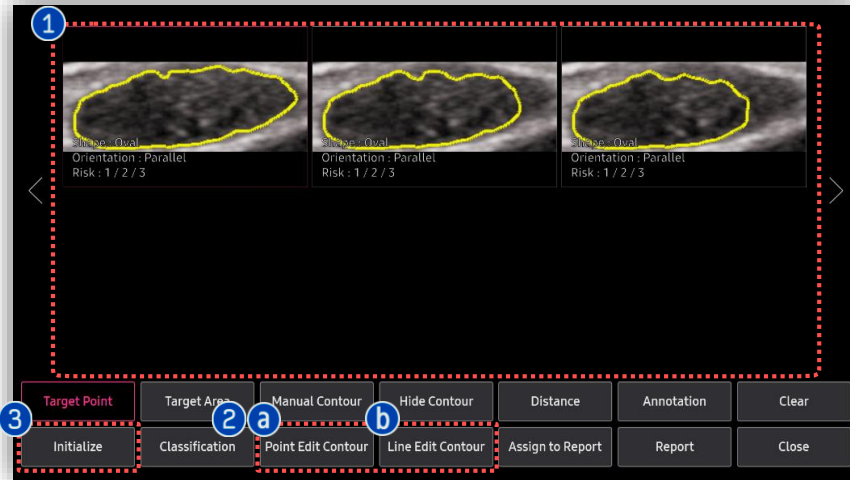 1
Shape : Oval
Orientation : Parallel
Risk : 1 / 2 / 3
Shape : Oval
Orientation : Parallel
Risk : 1 / 2 / 3
Shape : Oval
Orientation : Parallel
Risk : 1 / 2 / 3
Target Point
Target Area
Manual Contour
Hide Contour
Distance
Annotation
Clear
3
2
a
b
Initialize
Classification
Point Edit Contour
Line Edit Contour
Assign to Report
Report
Close